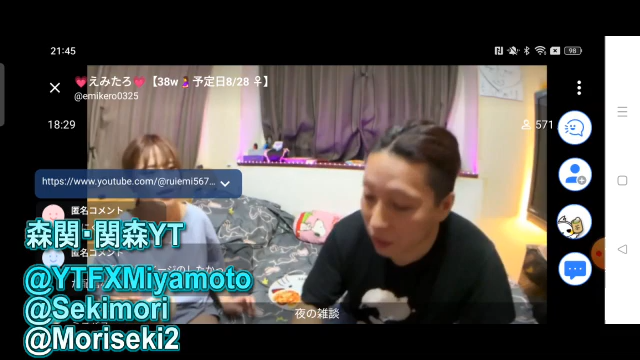 21:45
98
💗えみたろ💗【38w🤰予定日8/28♀】
@emikero0325
18:29
571
https://www.youtube.com/@ruiemi567...
匿名コメント
匿名コメント
森関·関森YT
@YTFXMiyamoto
@Sekimori
@Moriseki2
夜の雑談